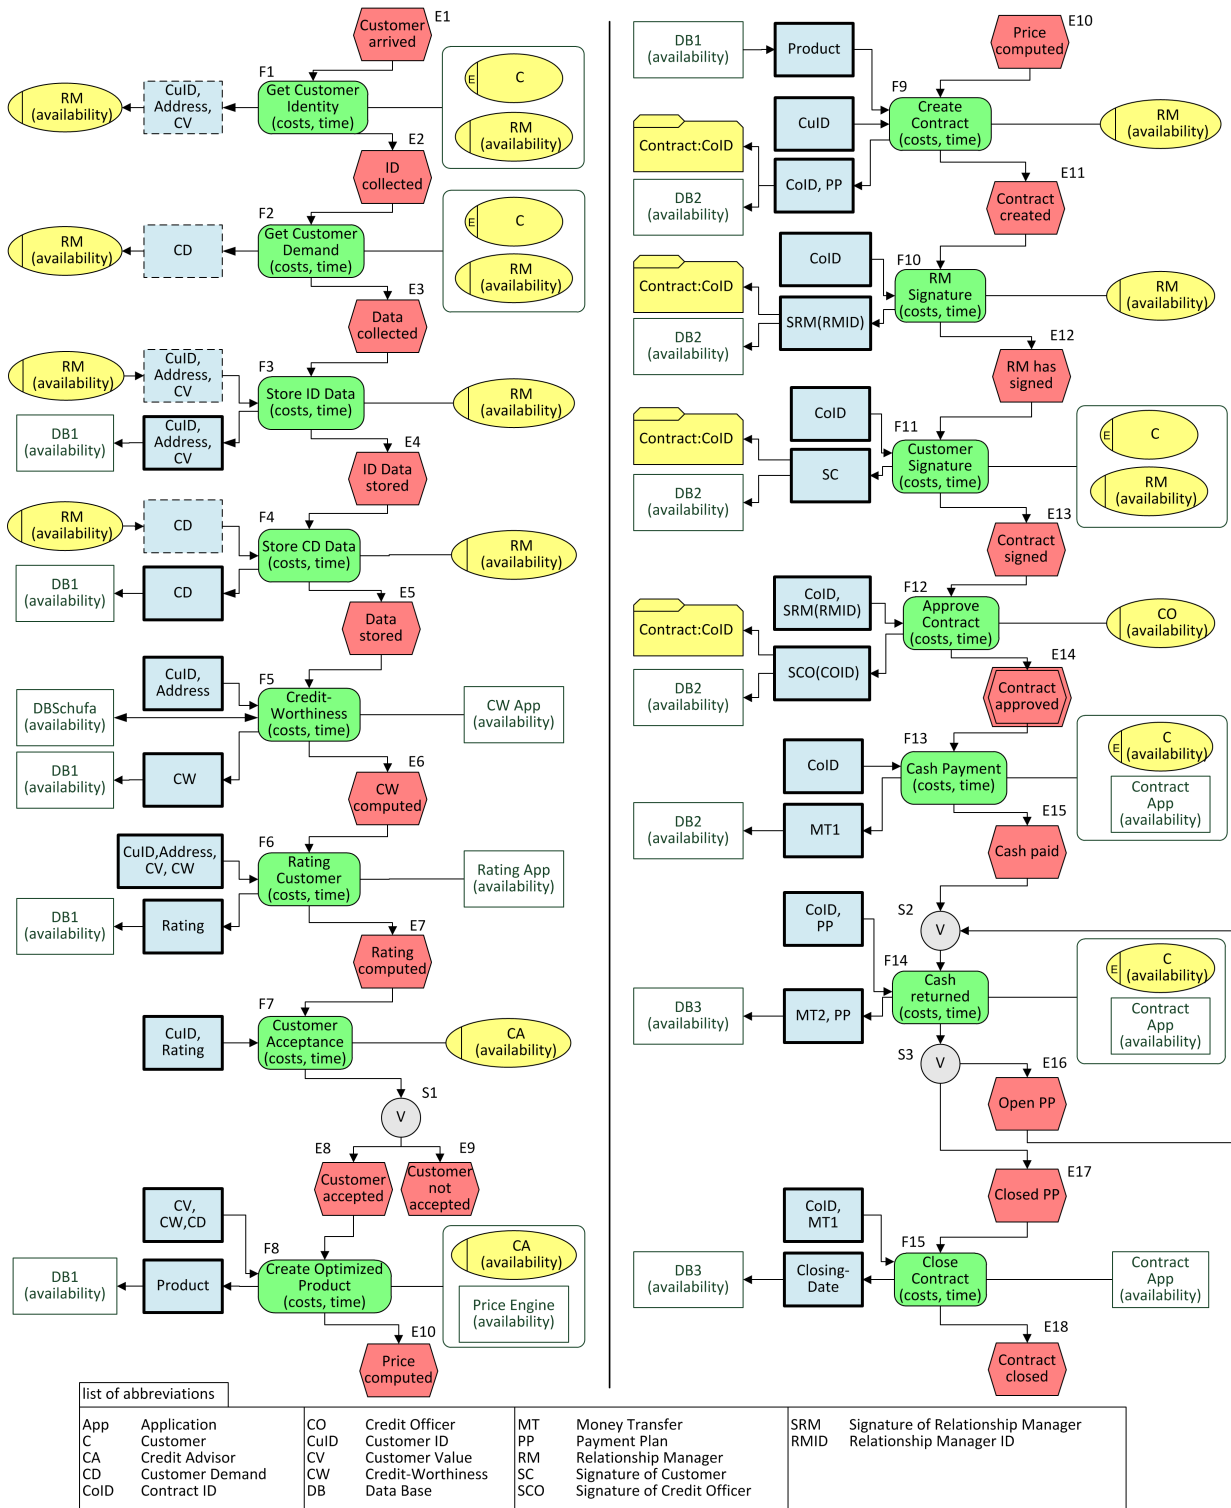 E1
Customer
arrived
F1
Get Customer
Identity
(costs, time)
RM
(availability)
CuID,
Address,
CV
E
C
RM
(availability)
E2
ID
collected
F2
Get Customer
Demand
(costs, time)
RM
(availability)
CD
E
C
RM
(availability)
E3
Data
collected
F3
Store ID Data
(costs, time)
RM
(availability)
CuID,
Address,
CV
RM
(availability)
DB1
(availability)
CuID,
Address,
CV
E4
ID Data
stored
F4
Store CD Data
(costs, time)
RM
(availability)
CD
RM
(availability)
DB1
(availability)
CD
E5
Data
stored
CuID,
Address
F5
Credit-
Worthiness
(costs, time)
DBSchufa
(availability)
CW App
(availability)
DB1
(availability)
CW
E6
CW
computed
CuID,Address,
CV, CW
F6
Rating
Customer
(costs, time)
Rating App
(availability)
DB1
(availability)
Rating
E7
Rating
computed
F7
Customer
Acceptance
(costs, time)
CuID,
Rating
CA
(availability)
S1
V
E8
Customer
accepted
E9
Customer
not
accepted
CV,
CW,CD
F8
Create Optimized
Product
(costs, time)
DB1
(availability)
Product
CA
(availability)
Price Engine
(availability)
E10
Price
computed
E10
Price
computed
DB1
(availability)
Product
F9
Create
Contract
(costs, time)
CuID
RM
(availability)
Contract:CoID
DB2
(availability)
CoID, PP
E11
Contract
created
CoID
F10
RM
Signature
(costs, time)
RM
(availability)
Contract:CoID
DB2
(availability)
SRM(RMID)
E12
RM has
signed
CoID
F11
Customer
Signature
(costs, time)
E
C
RM
(availability)
Contract:CoID
DB2
(availability)
SC
E13
Contract
signed
CoID,
SRM(RMID)
F12
Approve
Contract
(costs, time)
CO
(availability)
Contract:CoID
DB2
(availability)
SCO(COID)
E14
Contract
approved
CoID
F13
Cash Payment
(costs, time)
E
C
(availability)
Contract
App
(availability)
DB2
(availability)
MT1
E15
Cash paid
CoID,
PP
S2
V
F14
Cash
returned
(costs, time)
E
C
(availability)
Contract
App
(availability)
DB3
(availability)
MT2, PP
S3
V
E16
Open PP
E17
Closed PP
CoID,
MT1
F15
Close
Contract
(costs, time)
DB3
(availability)
Closing-
Date
Contract
App
(availability)
E18
Contract
closed
list of abbreviations
App Application
C Customer
CA Credit Advisor
CD Customer Demand
CoID Contract ID
CO Credit Officer
CuID Customer ID
CV Customer Value
CW Credit-Worthiness
DB Data Base
MT Money Transfer
PP Payment Plan
RM Relationship Manager
SC Signature of Customer
SCO Signature of Credit Officer
SRM Signature of Relationship Manager
RMID Relationship Manager ID